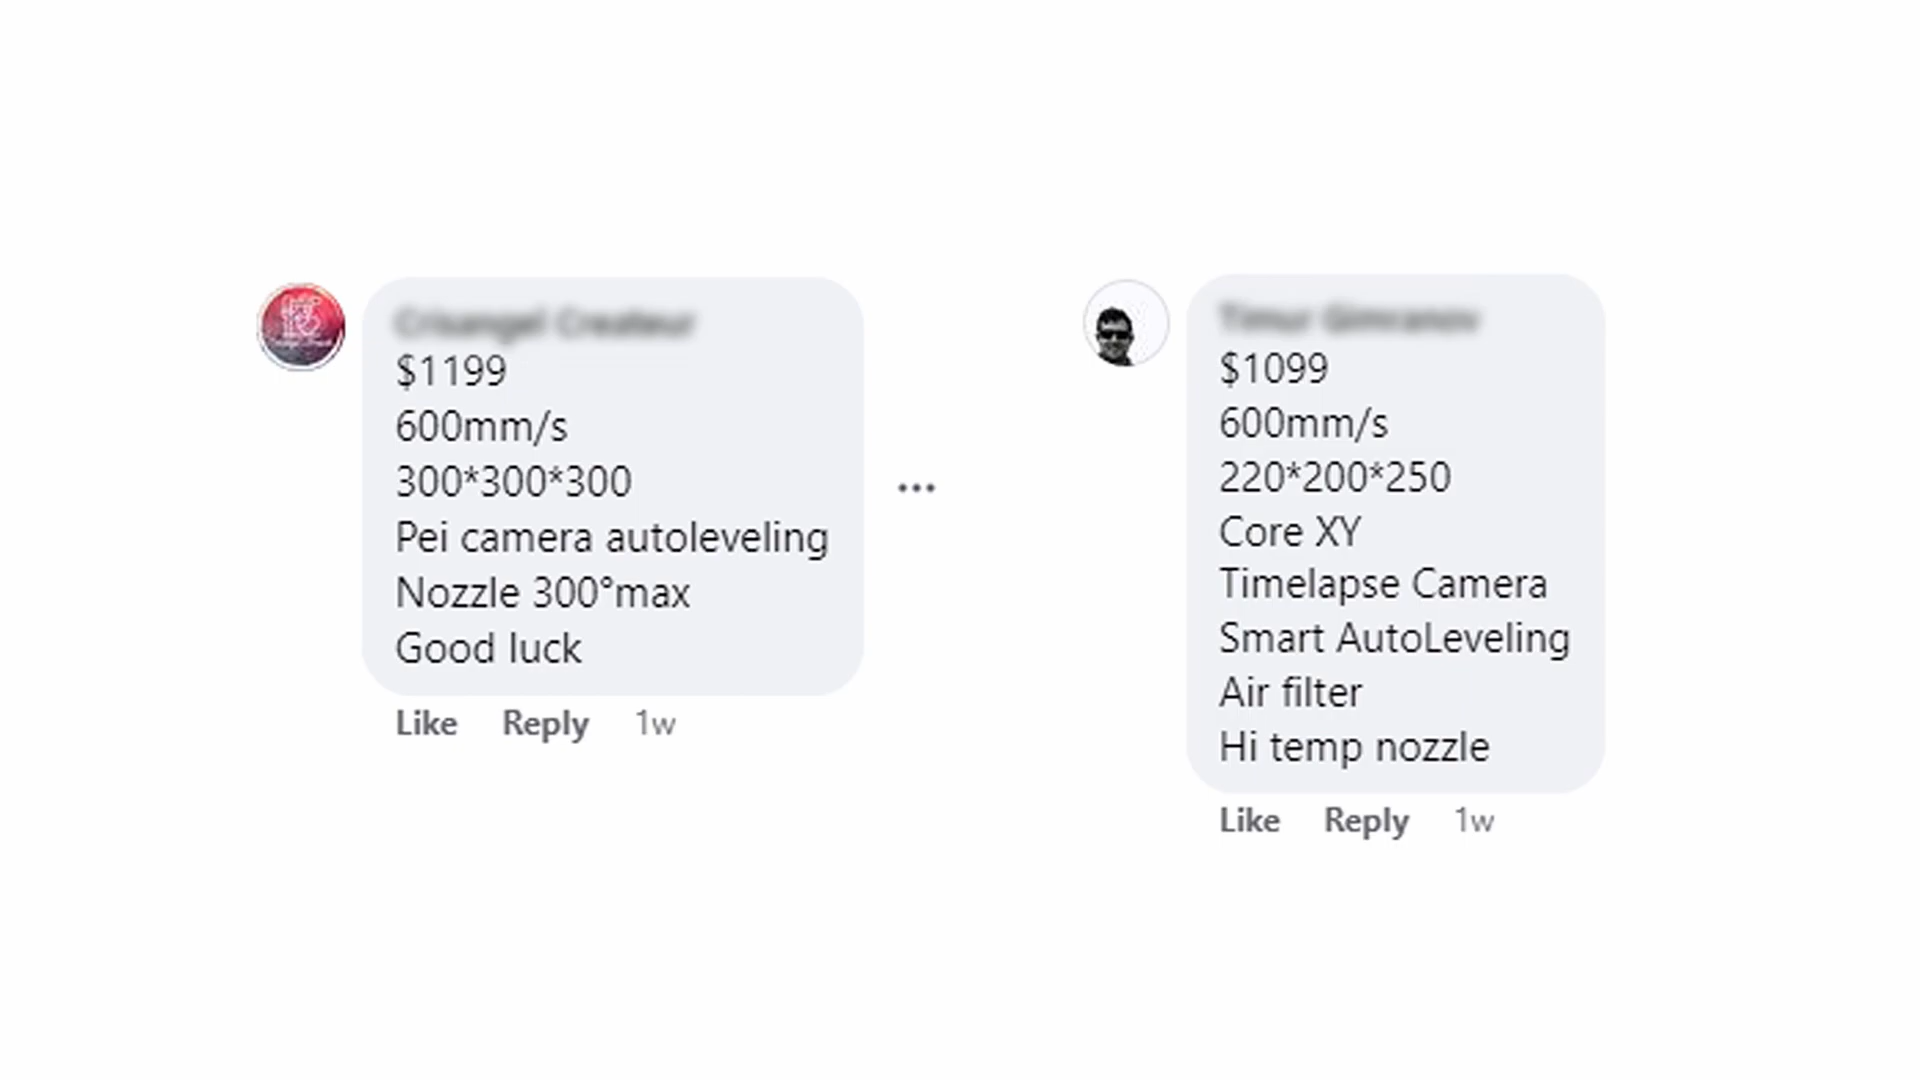 $1199
600mm/s
300*300*300
Pei camera autoleveling
Nozzle 300°max
Good luck
Like Reply 1w
$1099
600mm/s
220*200*250
Core XY
Timelapse Camera
Smart AutoLeveling
Air filter
Hi temp nozzle
Like Reply 1w